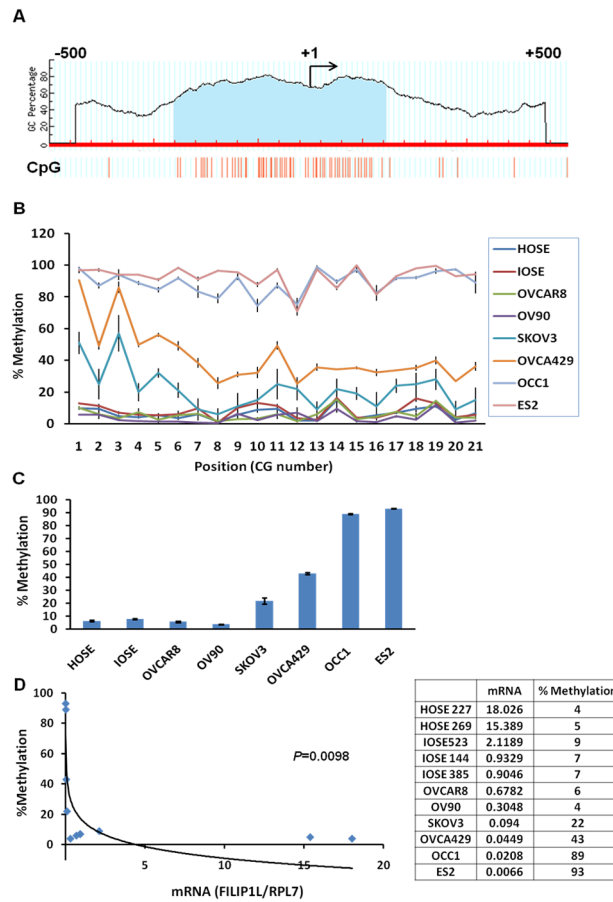 A
-500
+1
+500
GC Percentage
80
60
40
20
0
CpG
B
% Methylation
120
100
80
60
40
20
0
1 2 3 4 5 6 7 8 9 10 11 12 13 14 15 16 17 18 19 20 21
Position (CG number)
HOSE
IOSE
OVCAR8
OV90
SKOV3
OVCA429
OCC1
ES2
C
% Methylation
90
80
70
60
50
40
30
20
10
0
HOSE
IOSE
OVCAR8
OV90
SKOV3
OVCA429
OCC1
ES2
D
%Methylation
100
80
60
40
20
0
-20
0 5 10 15 20
P=0.0098
mRNA (FILIP1L/RPL7)
mRNA % Methylation
HOSE 227 18.026 4
HOSE 269 15.389 5
IOSE523 2.1189 9
IOSE 144 0.9329 7
IOSE 385 0.9046 7
OVCAR8 0.6782 6
OV90 0.3048 4
SKOV3 0.094 22
OVCA429 0.0449 43
OCC1 0.0208 89
ES2 0.0066 93